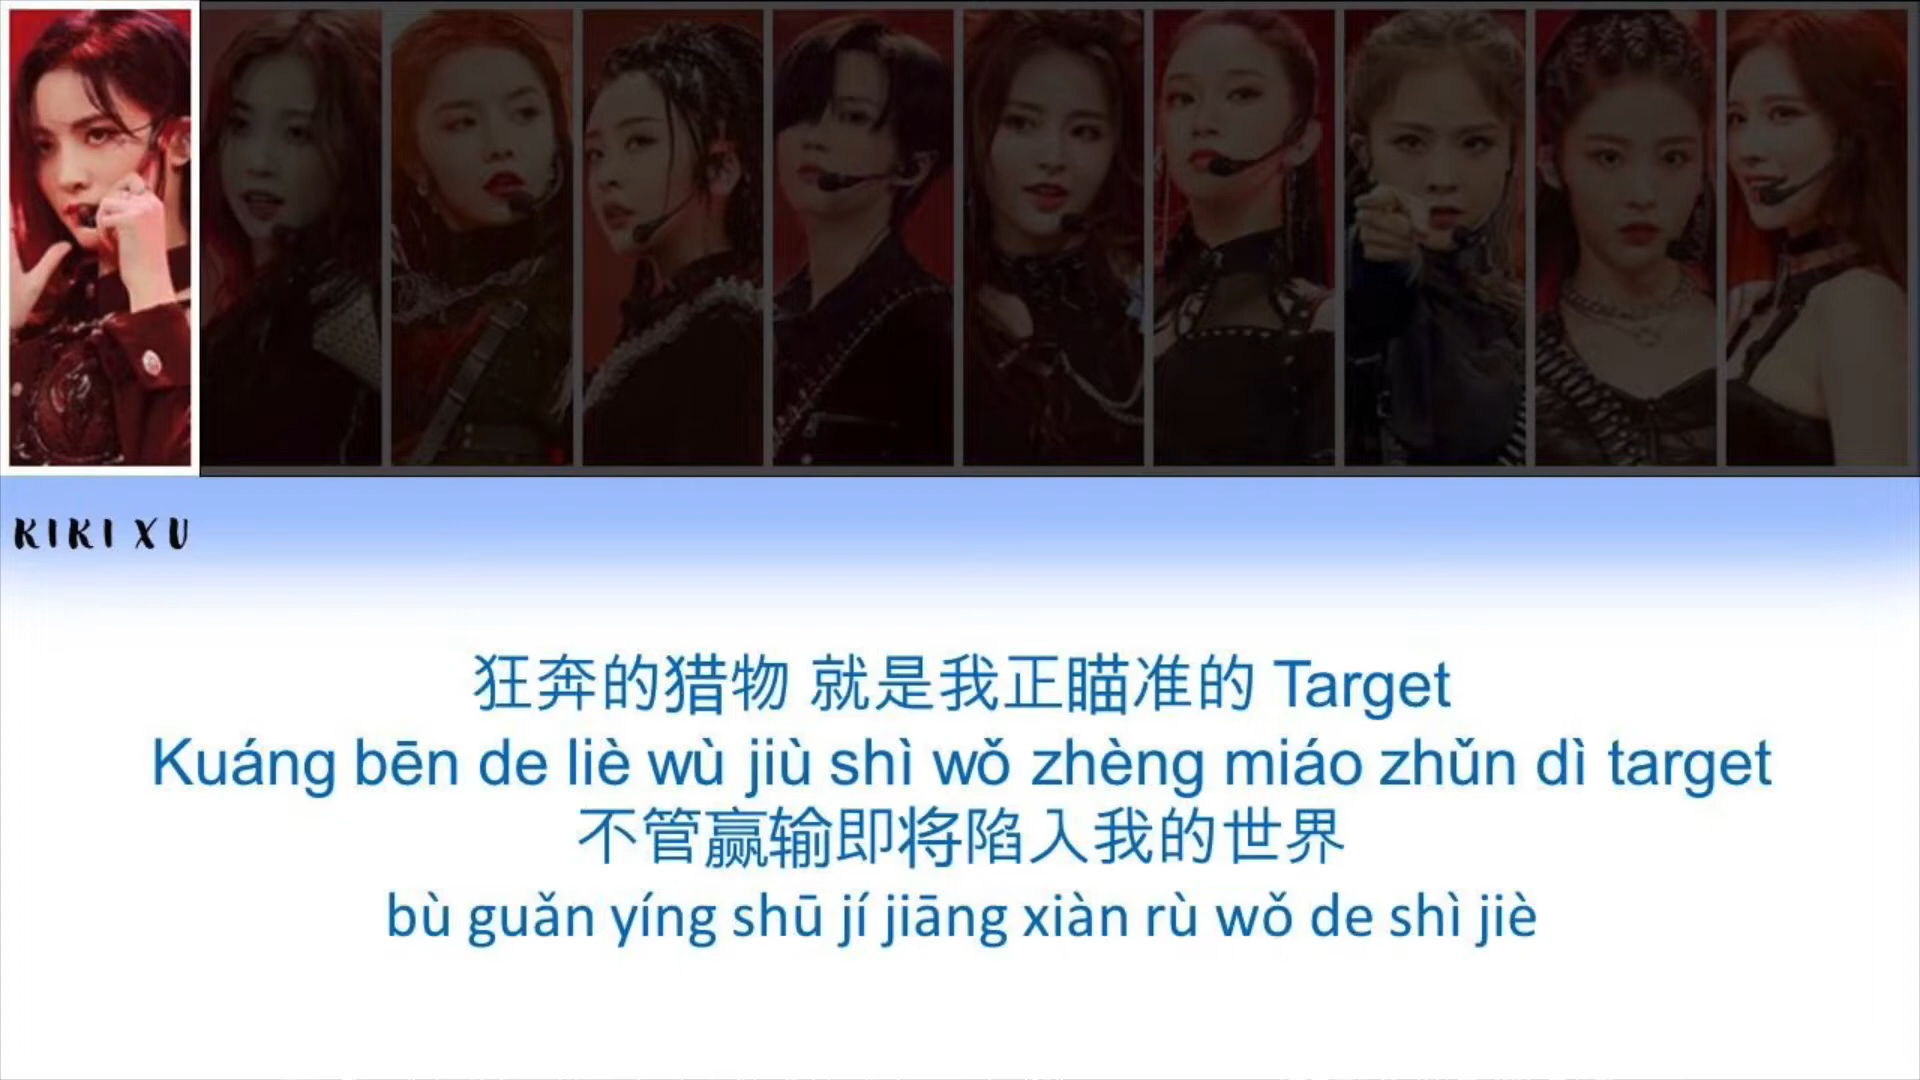 KIKI XU
狂奔的猎物 就是我正瞄准的 Target
Kuáng bēn de liè wù jiù shì wǒ zhèng miáo zhǔn dì target
不管赢输即将陷入我的世界
bù guǎn yíng shū jí jiāng xiàn rù wǒ de shì jiè